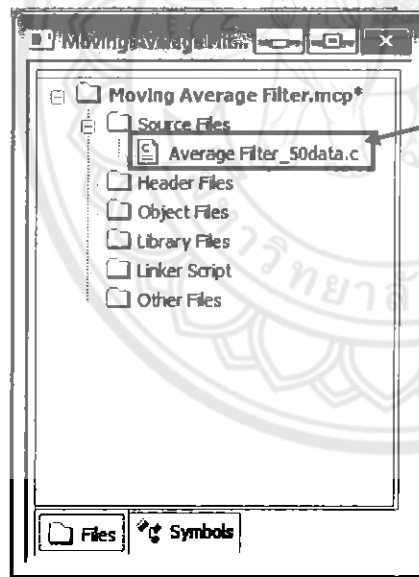 Moving Average Filter.mcp*
Source Files
Average Filter_50data.c
Header Files
Object Files
Library Files
Linker Script
Other Files
Files
Symbols